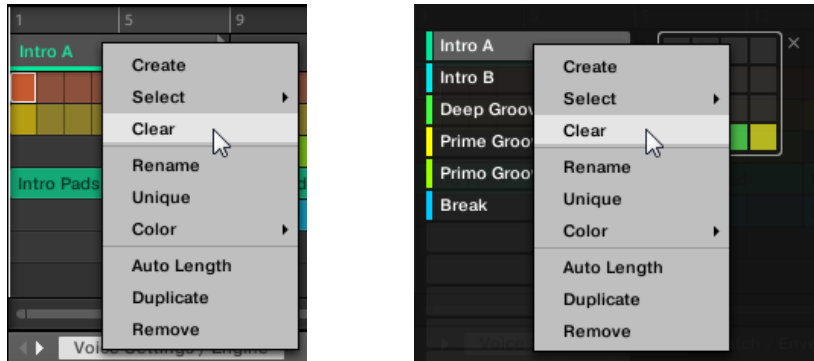 1 5 9
Intro A
Create
Select
Clear
Rename
Intro Pads
Unique
Color
Auto Length
Duplicate
Remove
Intro A
Intro B
Deep Groov
Prime Groo
Primo Groo
Break
Create
Select
Clear
Rename
Unique
Color
Auto Length
Duplicate
Remove